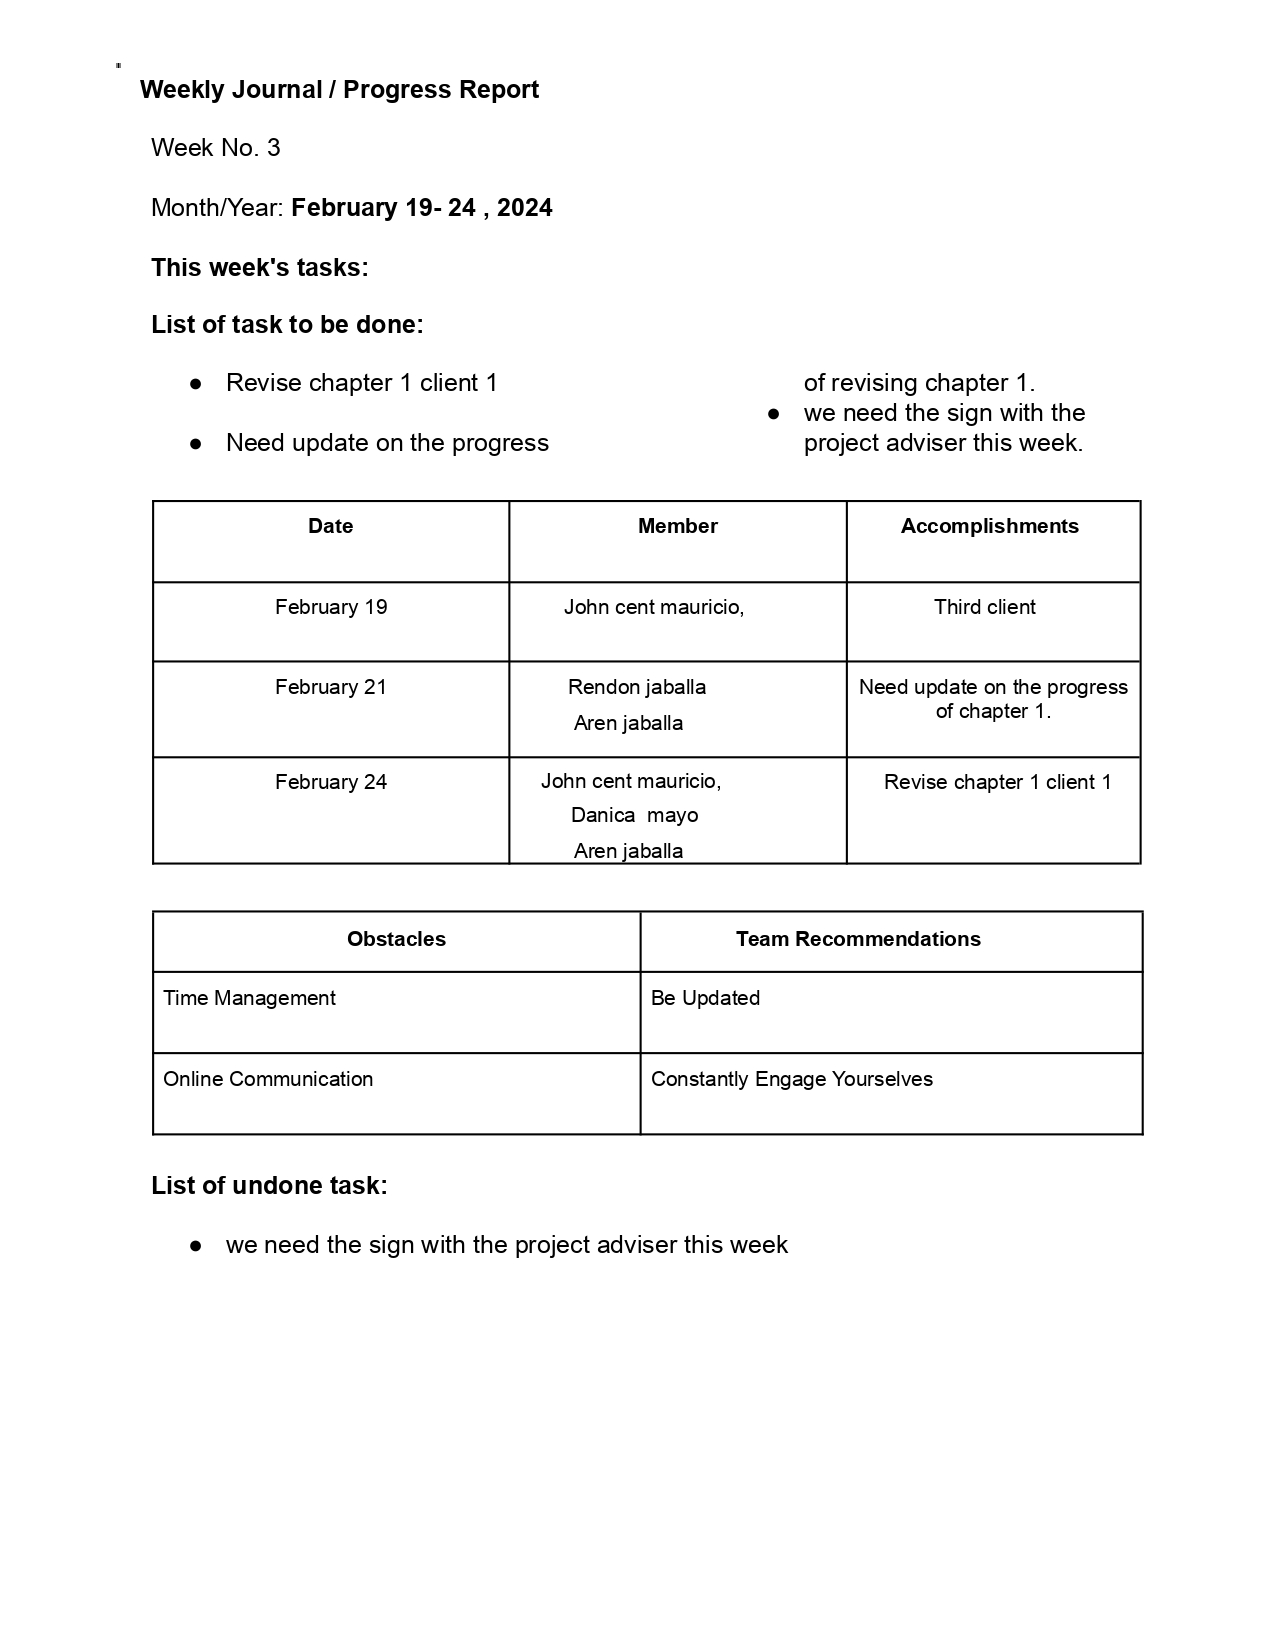 Weekly Journal / Progress Report
Week No. 3
Month/Year: February 19- 24 , 2024
This week's tasks:
List of task to be done:
● Revise chapter 1 client 1
● Need update on the progress
of revising chapter 1.
● we need the sign with the
project adviser this week.
Date Member Accomplishments
February 19 John cent mauricio, Third client
February 21 Rendon jaballa Need update on the progress
Aren jaballa of chapter 1.
February 24 John cent mauricio, Revise chapter 1 client 1
Danica  mayo
Aren jaballa
Obstacles Team Recommendations
Time Management Be Updated
Online Communication Constantly Engage Yourselves
List of undone task:
● we need the sign with the project adviser this week